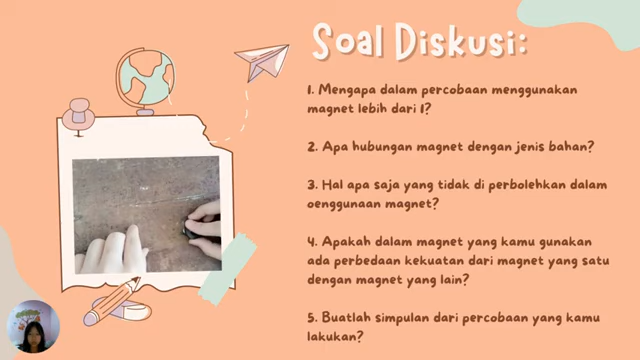 Soal Diskusi:
1. Mengapa dalam percobaan menggunakan
magnet lebih dari 1?
2. Apa hubungan magnet dengan jenis bahan?
3. Hal apa saja yang tidak di perbolehkan dalam
oenggunaan magnet?
4. Apakah dalam magnet yang kamu gunakan
ada perbedaan kekuatan dari magnet yang satu
dengan magnet yang lain?
5. Buatlah simpulan dari percobaan yang kamu
lakukan?